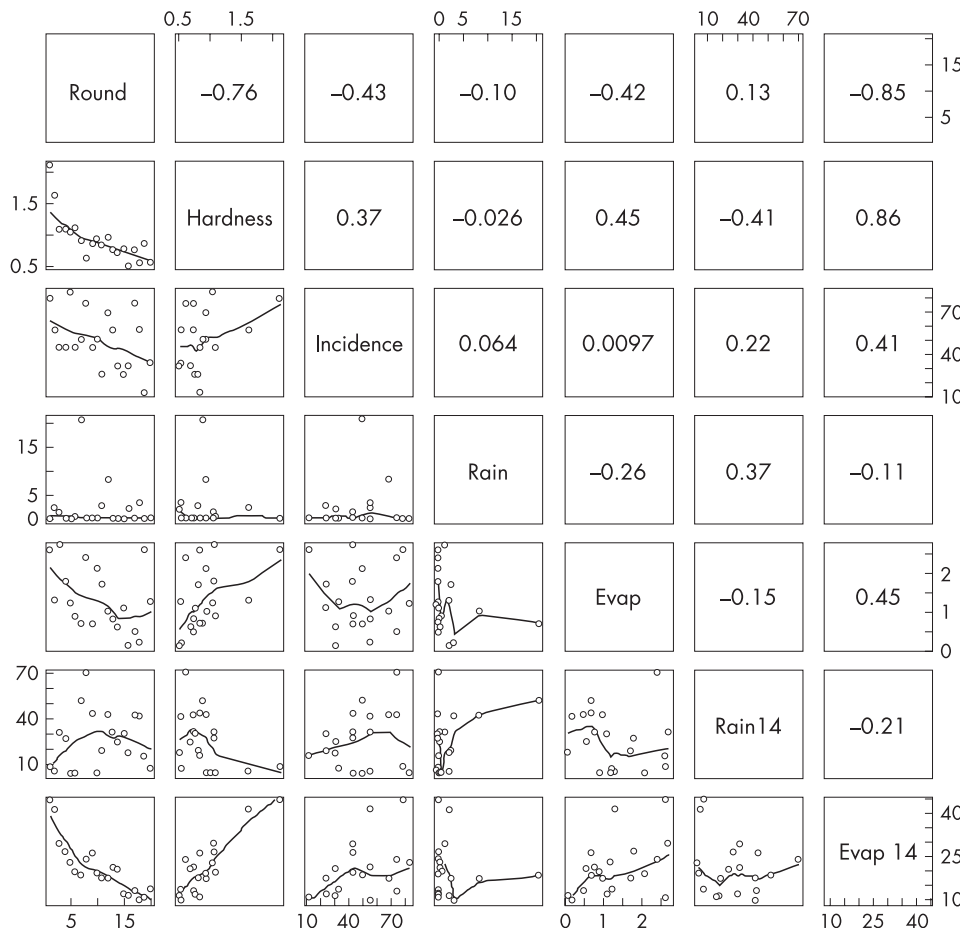 0.5 1.5 0 5 15 10 40 70
Round –0.76 –0.43 –0.10 –0.42 0.13 –0.85 15 5
1.5 0.5 Hardness 0.37 –0.026 0.45 –0.41 0.86
Incidence 0.064 0.0097 0.22 0.41 70 40 10
15 5 0 Rain –0.26 0.37 –0.11
Evap –0.15 0.45 2 1 0
70 40 10 Rain14 –0.21
Evap 14 40 25 10
5 15 10 40 70 0 1 2 10 25 40